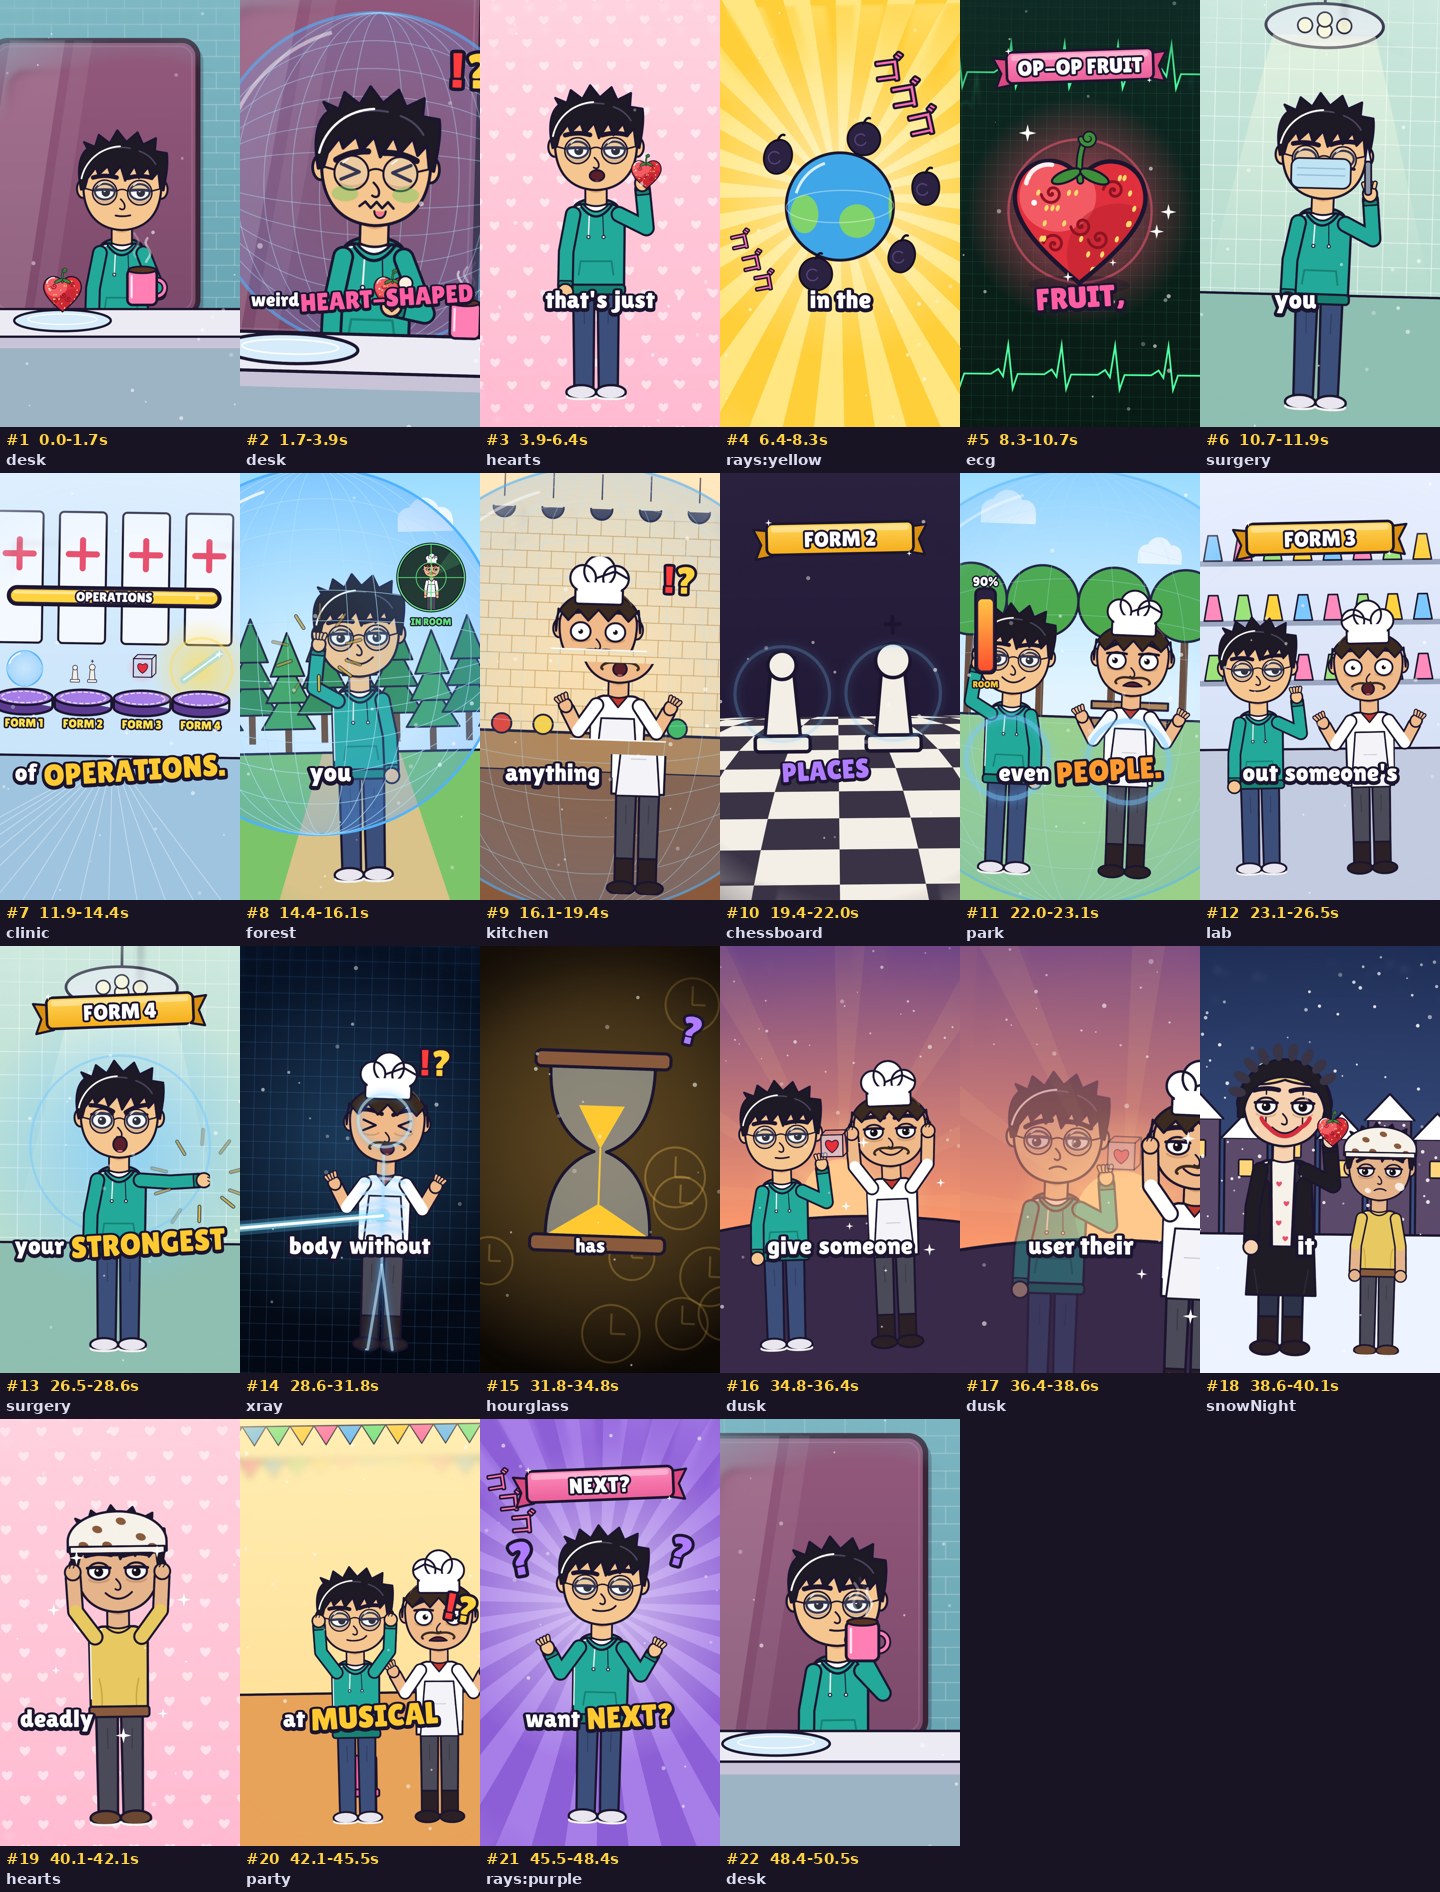 !?
weird HEART-SHAPED
that's just
ゴゴゴ
ゴゴゴ
in the
OP-OP FRUIT
FRUIT,
you
#1 0.0-1.7s
desk
#2 1.7-3.9s
desk
#3 3.9-6.4s
hearts
#4 6.4-8.3s
rays:yellow
#5 8.3-10.7s
ecg
#6 10.7-11.9s
surgery
OPERATIONS
FORM 1
FORM 2
FORM 3
FORM 4
of OPERATIONS.
IN ROOM
you
!?
anything
FORM 2
PLACES
90%
ROOM
even PEOPLE.
FORM 3
out someone's
#7 11.9-14.4s
clinic
#8 14.4-16.1s
forest
#9 16.1-19.4s
kitchen
#10 19.4-22.0s
chessboard
#11 22.0-23.1s
park
#12 23.1-26.5s
lab
FORM 4
your STRONGEST
!?
body without
?
has
give someone
user their
it
#13 26.5-28.6s
surgery
#14 28.6-31.8s
xray
#15 31.8-34.8s
hourglass
#16 34.8-36.4s
dusk
#17 36.4-38.6s
dusk
#18 38.6-40.1s
snowNight
deadly
!?
at MUSICAL
ゴゴゴ
NEXT?
?
?
want NEXT?
#19 40.1-42.1s
hearts
#20 42.1-45.5s
party
#21 45.5-48.4s
rays:purple
#22 48.4-50.5s
desk